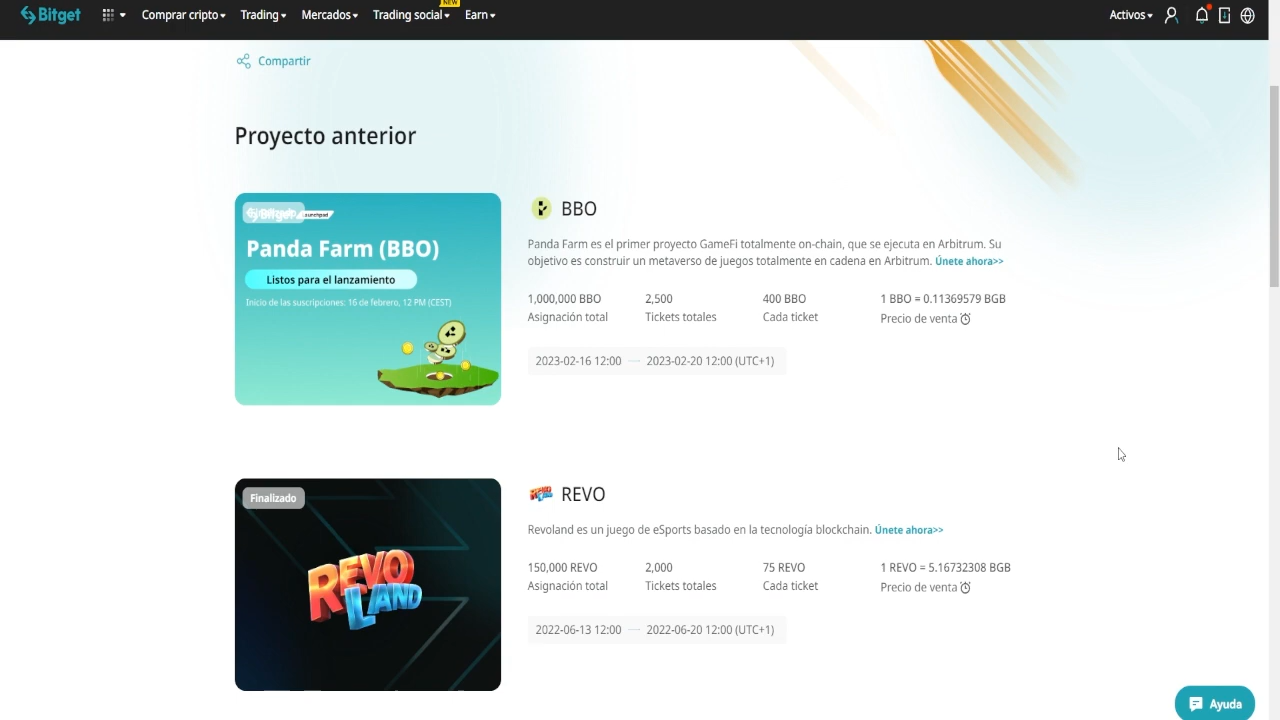 Bitget
Comprar cripto
Trading
Mercados
Trading social
NEW
Earn
Activos
Compartir
Proyecto anterior
Bitget Launchpad
Panda Farm (BBO)
Listos para el lanzamiento
Inicio de las suscripciones: 16 de febrero, 12 PM (CEST)
BBO
Panda Farm es el primer proyecto GameFi totalmente on-chain, que se ejecuta en Arbitrum. Su
objetivo es construir un metaverso de juegos totalmente en cadena en Arbitrum. Únete ahora>>
1,000,000 BBO 2,500 400 BBO 1 BBO = 0.11369579 BGB
Asignación total Tickets totales Cada ticket Precio de venta
2023-02-16 12:00 — 2023-02-20 12:00 (UTC+1)
Finalizado
REVO LAND
REVO
Revoland es un juego de eSports basado en la tecnología blockchain. Únete ahora>>
150,000 REVO 2,000 75 REVO 1 REVO = 5.16732308 BGB
Asignación total Tickets totales Cada ticket Precio de venta
2022-06-13 12:00 — 2022-06-20 12:00 (UTC+1)
Ayuda